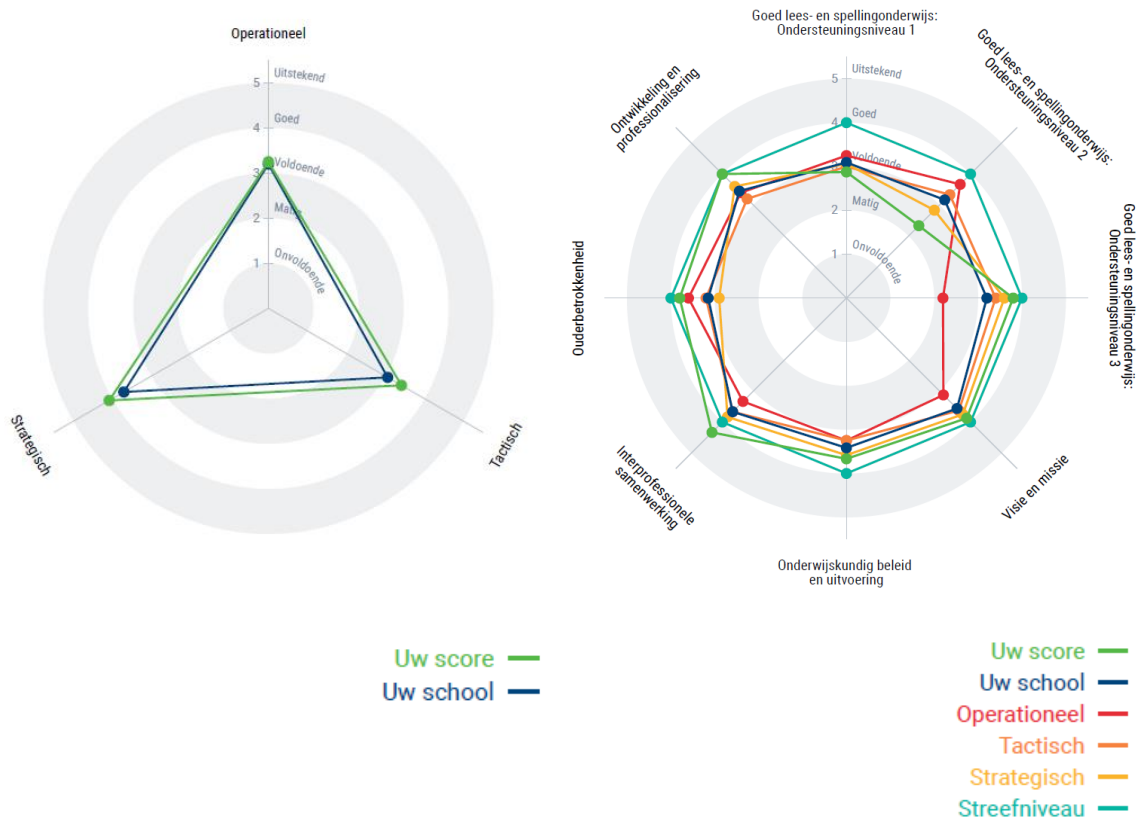 Operationeel
5
Uitstekend
4
Goed
3
Voldoende
2
Matig
1
Onvoldoende
Strategisch
Tactisch
Uw score
Uw school
Goed lees- en spellingonderwijs:
Ondersteuningsniveau 1
Goed lees- en spellingonderwijs:
Ondersteuningsniveau 2
Goed lees- en spellingonderwijs:
Ondersteuningsniveau 3
Visie en missie
Onderwijskundig beleid
en uitvoering
Interprofessionele
samenwerking
Ouderbetrokkenheid
Ontwikkeling en
professionalisering
5
Uitstekend
4
Goed
Voldoende
2
Matig
1
Onvoldoende
Uw score
Uw school
Operationeel
Tactisch
Strategisch
Streefniveau